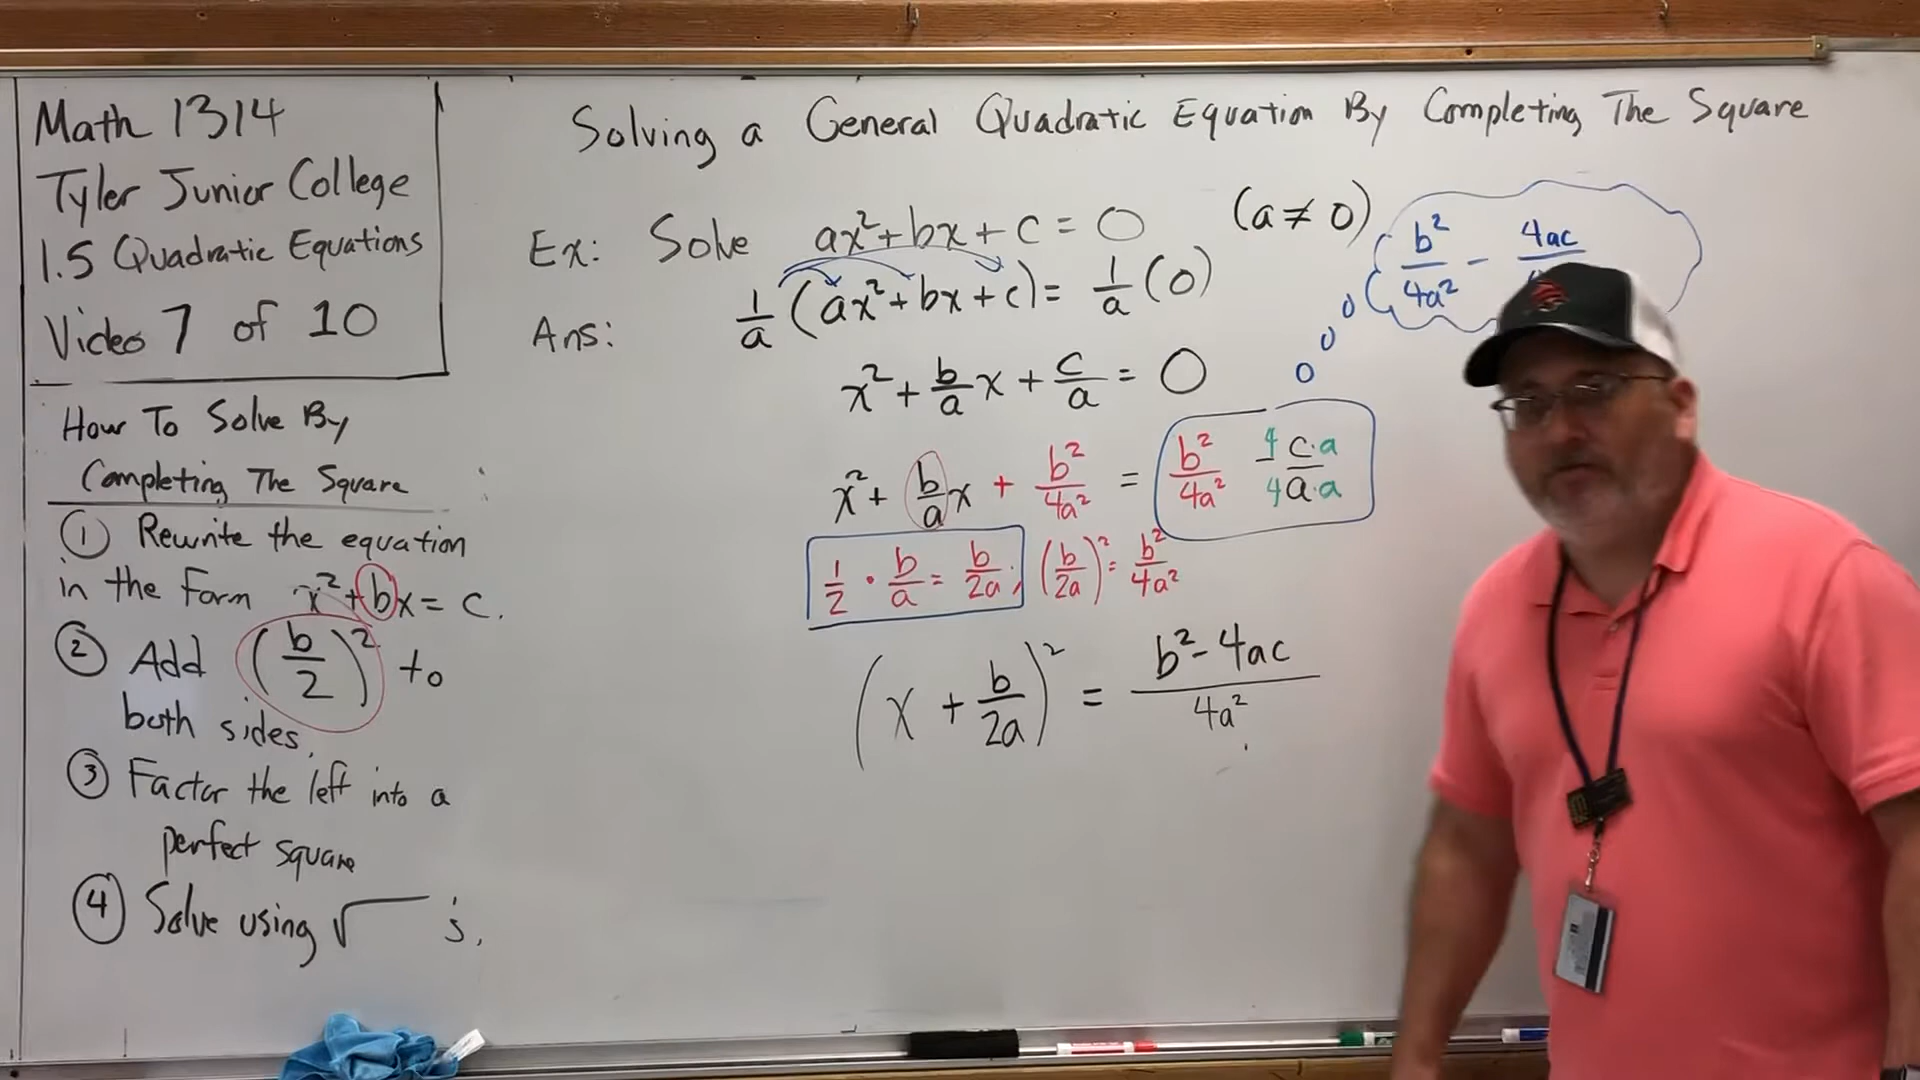 Math 1314
Tyler Junior College
1.5 Quadratic Equations
Video 7 of 10
How To Solve By
Completing The Square
① Rewrite the equation
in the form x²+bx= c.
② Add (b/2)² to
both sides.
③ Factor the left into a
perfect square
④ Solve using √ 's.
Solving a General Quadratic Equation By Completing The Square
Ex: Solve ax²+bx+c=0 (a≠0)
Ans: 1/a (ax²+bx+c)= 1/a (0)
x²+ b/a x + c/a = 0
x²+ b/a x + b²/4a² = b²/4a² - 4c·a/4a·a
1/2 · b/a = b/2a ; (b/2a)² = b²/4a²
(x + b/2a)² = b²-4ac/4a²
b²/4a² - 4ac